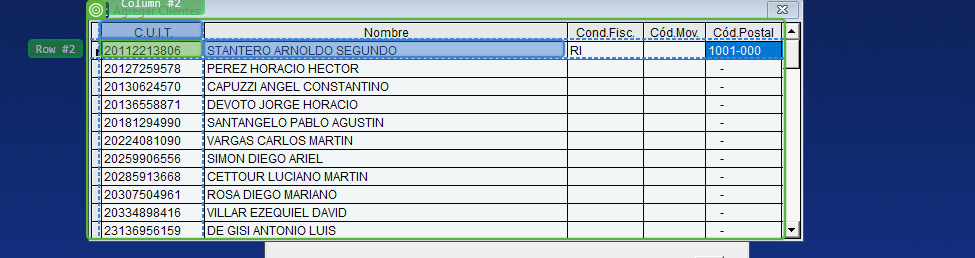 Column #2
Agregar Clientes
C.U.I.T. Nombre Cond.Fisc. Cód.Mov. Cód.Postal
Row #2
20112213806 STANTERO ARNOLDO SEGUNDO RI 1001-000
20127259578 PEREZ HORACIO HECTOR -
20130624570 CAPUZZI ANGEL CONSTANTINO -
20136558871 DEVOTO JORGE HORACIO -
20181294990 SANTANGELO PABLO AGUSTIN -
20224081090 VARGAS CARLOS MARTIN -
20259906556 SIMON DIEGO ARIEL -
20285913668 CETTOUR LUCIANO MARTIN -
20307504961 ROSA DIEGO MARIANO -
20334898416 VILLAR EZEQUIEL DAVID -
23136956159 DE GISI ANTONIO LUIS -